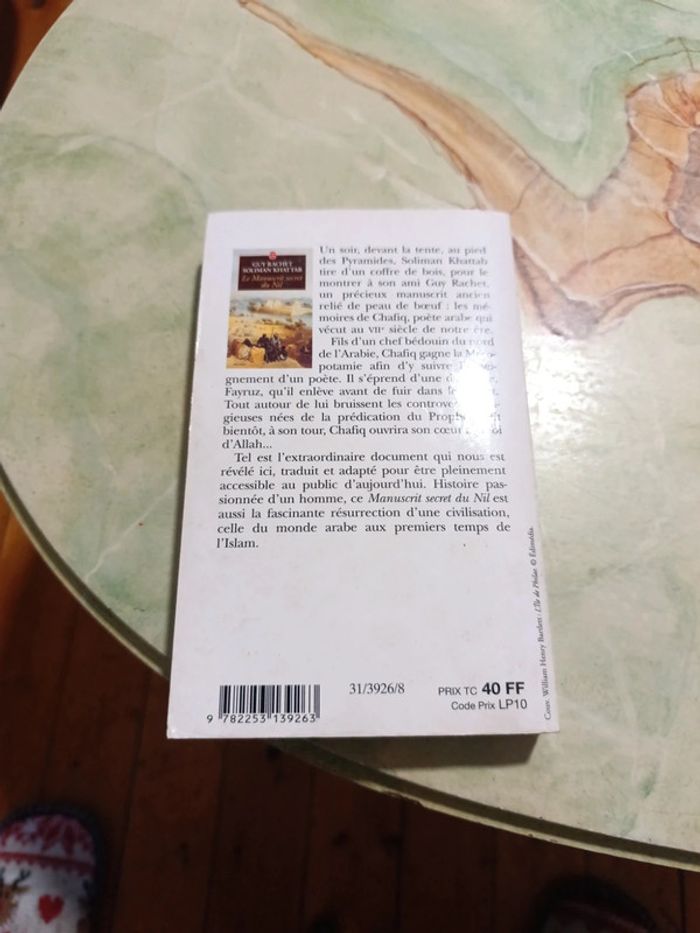 GUY RACHET
SOLIMAN KHATTAB
Le Manuscrit secret
du Nil
Un soir, devant la tente, au pied
des Pyramides, Soliman Khattab
tire d'un coffre de bois, pour le
montrer à son ami Guy Rachet,
un précieux manuscrit ancien
relié de peau de bœuf : les mé-
moires de Chafiq, poète arabe qui
vécut au VIIe siècle de notre ère.
Fils d'un chef bédouin du nord
de l'Arabie, Chafiq gagne la
potamie afin d'y suivre
gnement d'un poète. Il s'éprend d'une
Fayruz, qu'il enlève avant de fuir dans
Tout autour de lui bruissent les
gieuses nées de la prédication du
bientôt, à son tour, Chafiq ouvrira son cœur
d'Allah...
Tel est l'extraordinaire document qui nous est
révélé ici, traduit et adapté pour être pleinement
accessible au public d'aujourd'hui. Histoire pas-
sionnée d'un homme, ce Manuscrit secret du Nil est
aussi la fascinante résurrection d'une civilisation,
celle du monde arabe aux premiers temps de
l'Islam.
Couv. William Henry Bartlett : L'Île de Philae. © Edimédia.
31/3926/8
PRIX TC 40 FF
Code Prix LP10
9 782253 139263